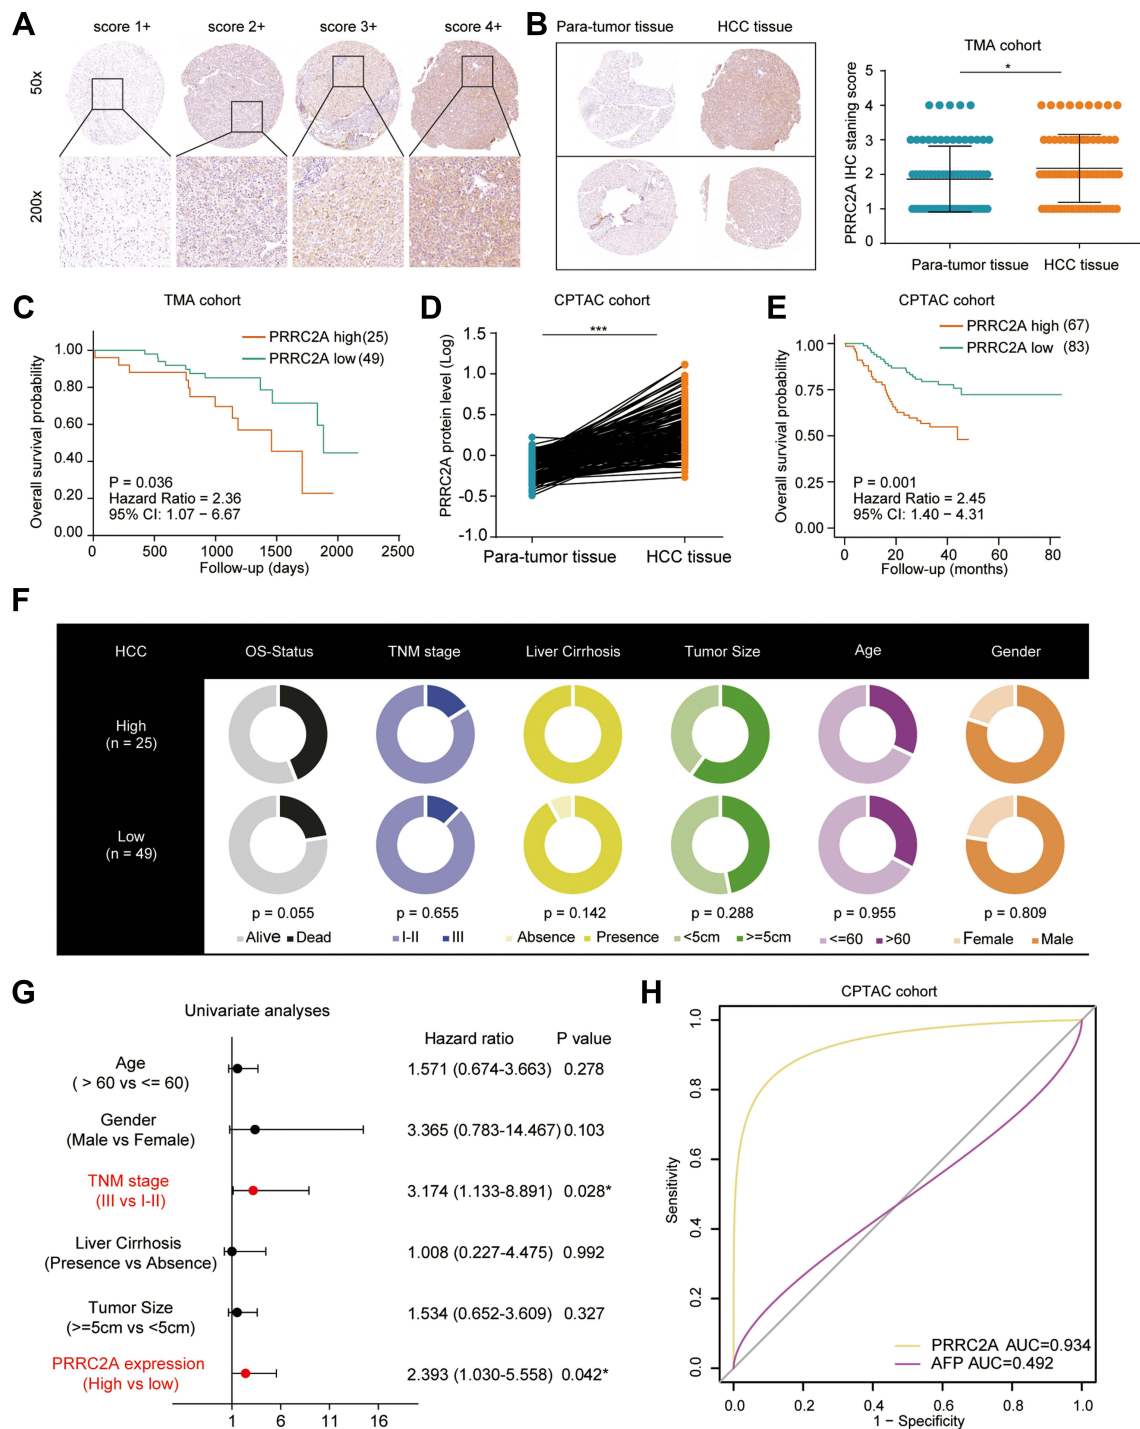 A
score 1+
score 2+
score 3+
score 4+
50x
200x
B
Para-tumor tissue
HCC tissue
TMA cohort
*
PRRC2A IHC staning score
5
4
3
2
1
0
Para-tumor tissue
HCC tissue
C
TMA cohort
PRRC2A high(25)
PRRC2A low (49)
Overall survival probability
1.00
0.80
0.60
0.40
0.20
0.00
P = 0.036
Hazard Ratio = 2.36
95% CI: 1.07 – 6.67
0 500 1000 1500 2000 2500
Follow-up (days)
D
CPTAC cohort
***
PRRC2A protein level (Log)
1.5
1.0
0.5
0.0
-0.5
-1.0
Para-tumor tissue
HCC tissue
E
CPTAC cohort
PRRC2A high (67)
PRRC2A low (83)
Overall survival probability
1.00
0.75
0.50
0.25
0.00
P = 0.001
Hazard Ratio = 2.45
95% CI: 1.40 – 4.31
0 20 40 60 80
Follow-up (months)
F
HCC OS-Status TNM stage Liver Cirrhosis Tumor Size Age Gender
High
(n = 25)
Low
(n = 49)
p = 0.055 p = 0.655 p = 0.142 p = 0.288 p = 0.955 p = 0.809
Alive Dead I-II III Absence Presence <5cm >=5cm <=60 >60 Female Male
G
Univariate analyses
Hazard ratio P value
Age
( > 60 vs <= 60)
1.571 (0.674-3.663) 0.278
Gender
(Male vs Female)
3.365 (0.783-14.467) 0.103
TNM stage
(III vs I-II)
3.174 (1.133-8.891) 0.028*
Liver Cirrhosis
(Presence vs Absence)
1.008 (0.227-4.475) 0.992
Tumor Size
(>=5cm vs <5cm)
1.534 (0.652-3.609) 0.327
PRRC2A expression
(High vs low)
2.393 (1.030-5.558) 0.042*
1 6 11 16
H
CPTAC cohort
Sensitivity
1.0
0.8
0.6
0.4
0.2
0.0
PRRC2A AUC=0.934
AFP AUC=0.492
0.0 0.2 0.4 0.6 0.8 1.0
1 – Specificity